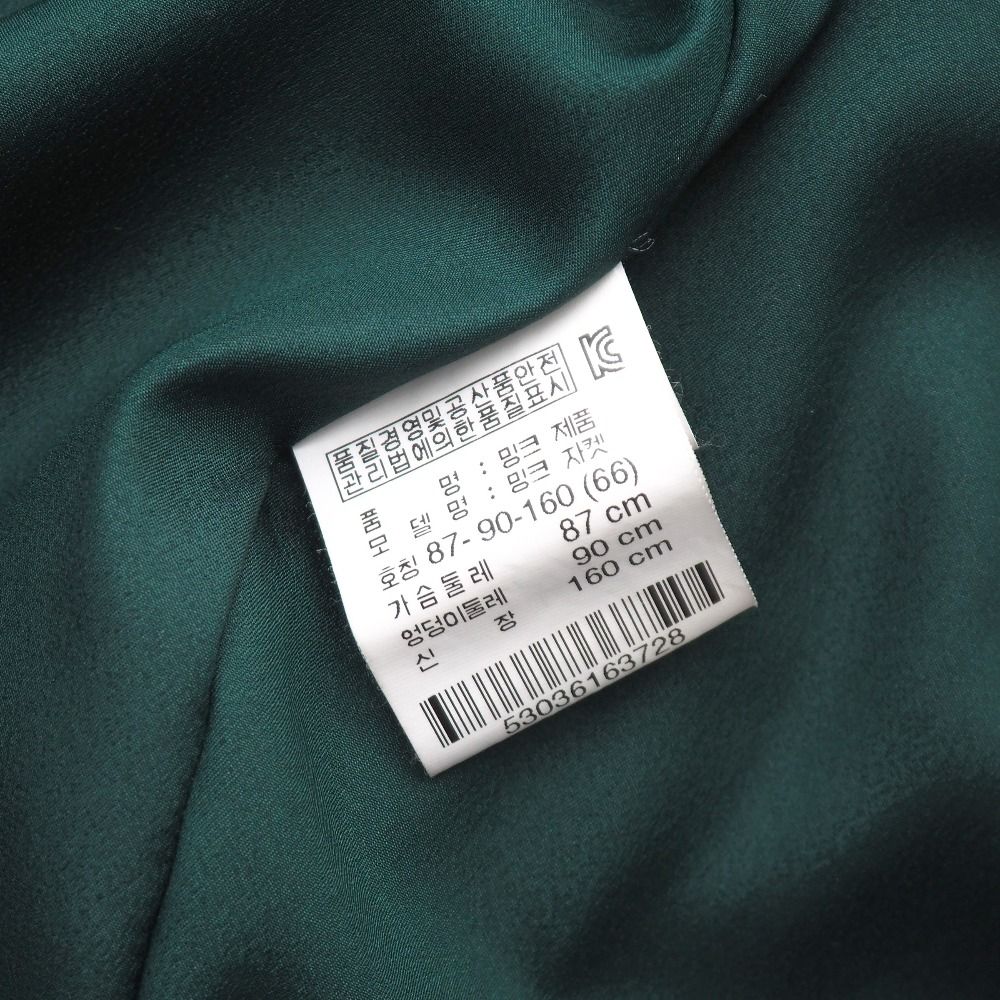 품질경영및공산품안전
관리법에의한품질표시
품 명 : 밍크 제품
모 델 명 : 밍크 자켓
호칭 87-90-160 (66)
가슴둘레 87 cm
엉덩이둘레 90 cm
신 장 160 cm
53036163728